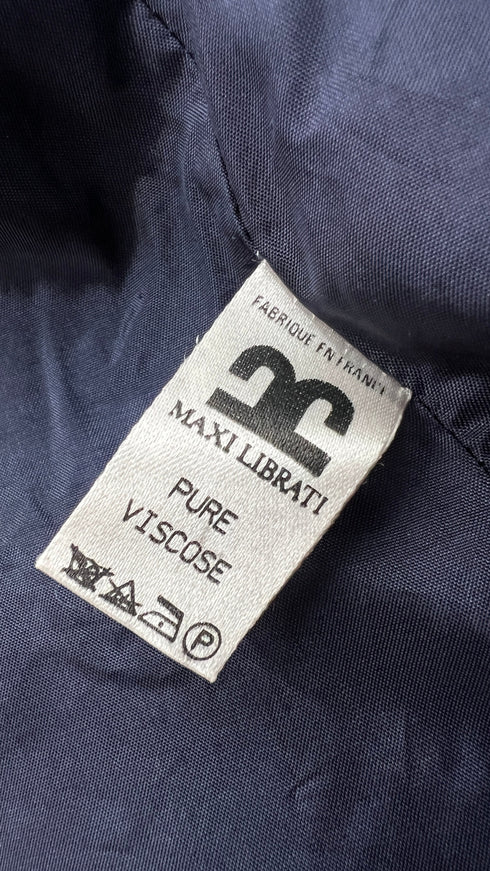 FABRIQUE EN FRANCE
MAXI LIBRATI
PURE
VISCOSE
P